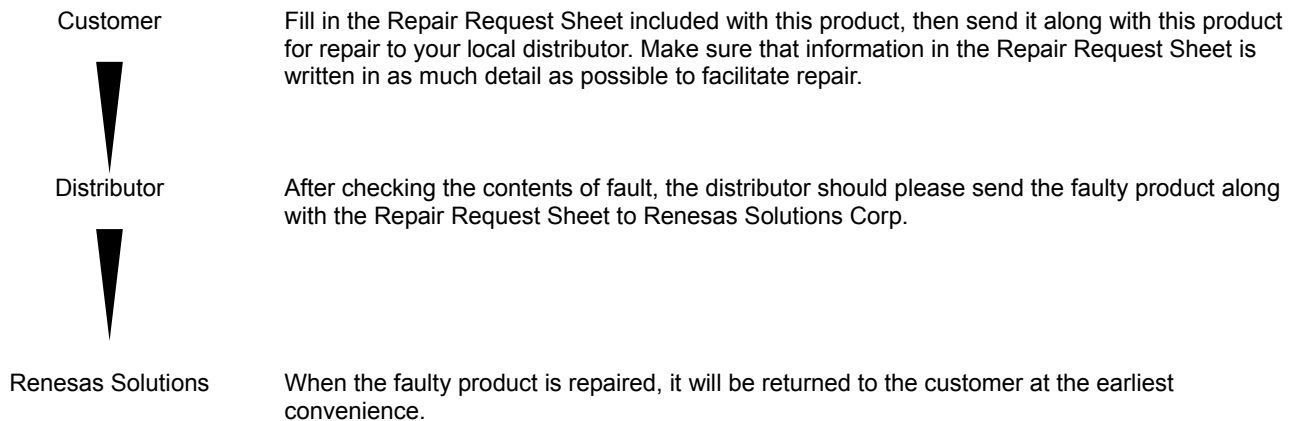 Customer
Fill in the Repair Request Sheet included with this product, then send it along with this product
for repair to your local distributor. Make sure that information in the Repair Request Sheet is
written in as much detail as possible to facilitate repair.
Distributor
After checking the contents of fault, the distributor should please send the faulty product along
with the Repair Request Sheet to Renesas Solutions Corp.
Renesas Solutions
When the faulty product is repaired, it will be returned to the customer at the earliest
convenience.